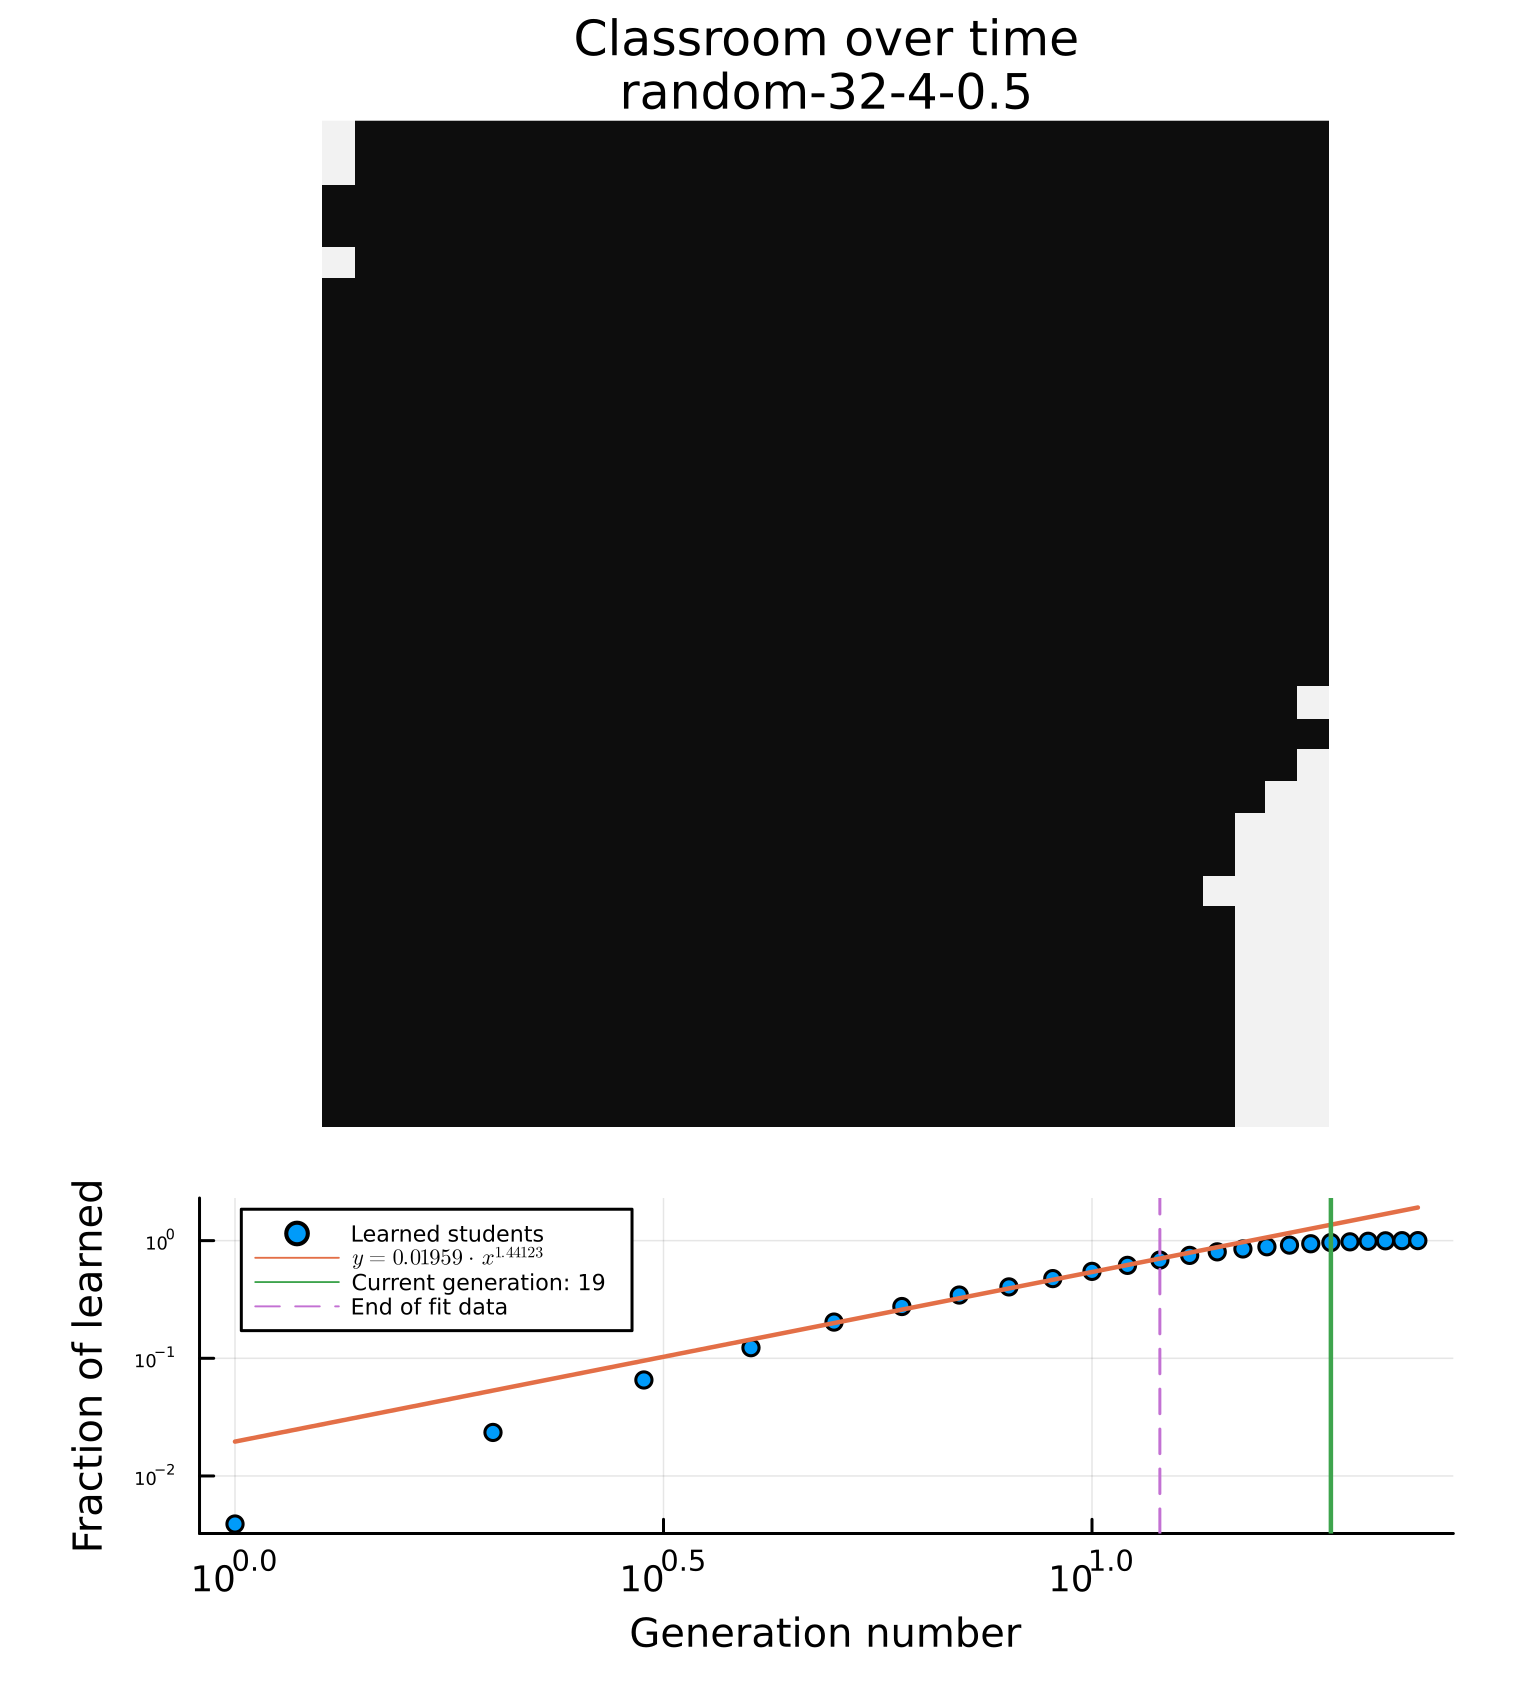 Classroom over time
random-32-4-0.5
Fraction of learned
10^0
10^-1
10^-2
Learned students
y = 0.01959 · x^1.44123
Current generation: 19
End of fit data
10^0.0 10^0.5 10^1.0
Generation number